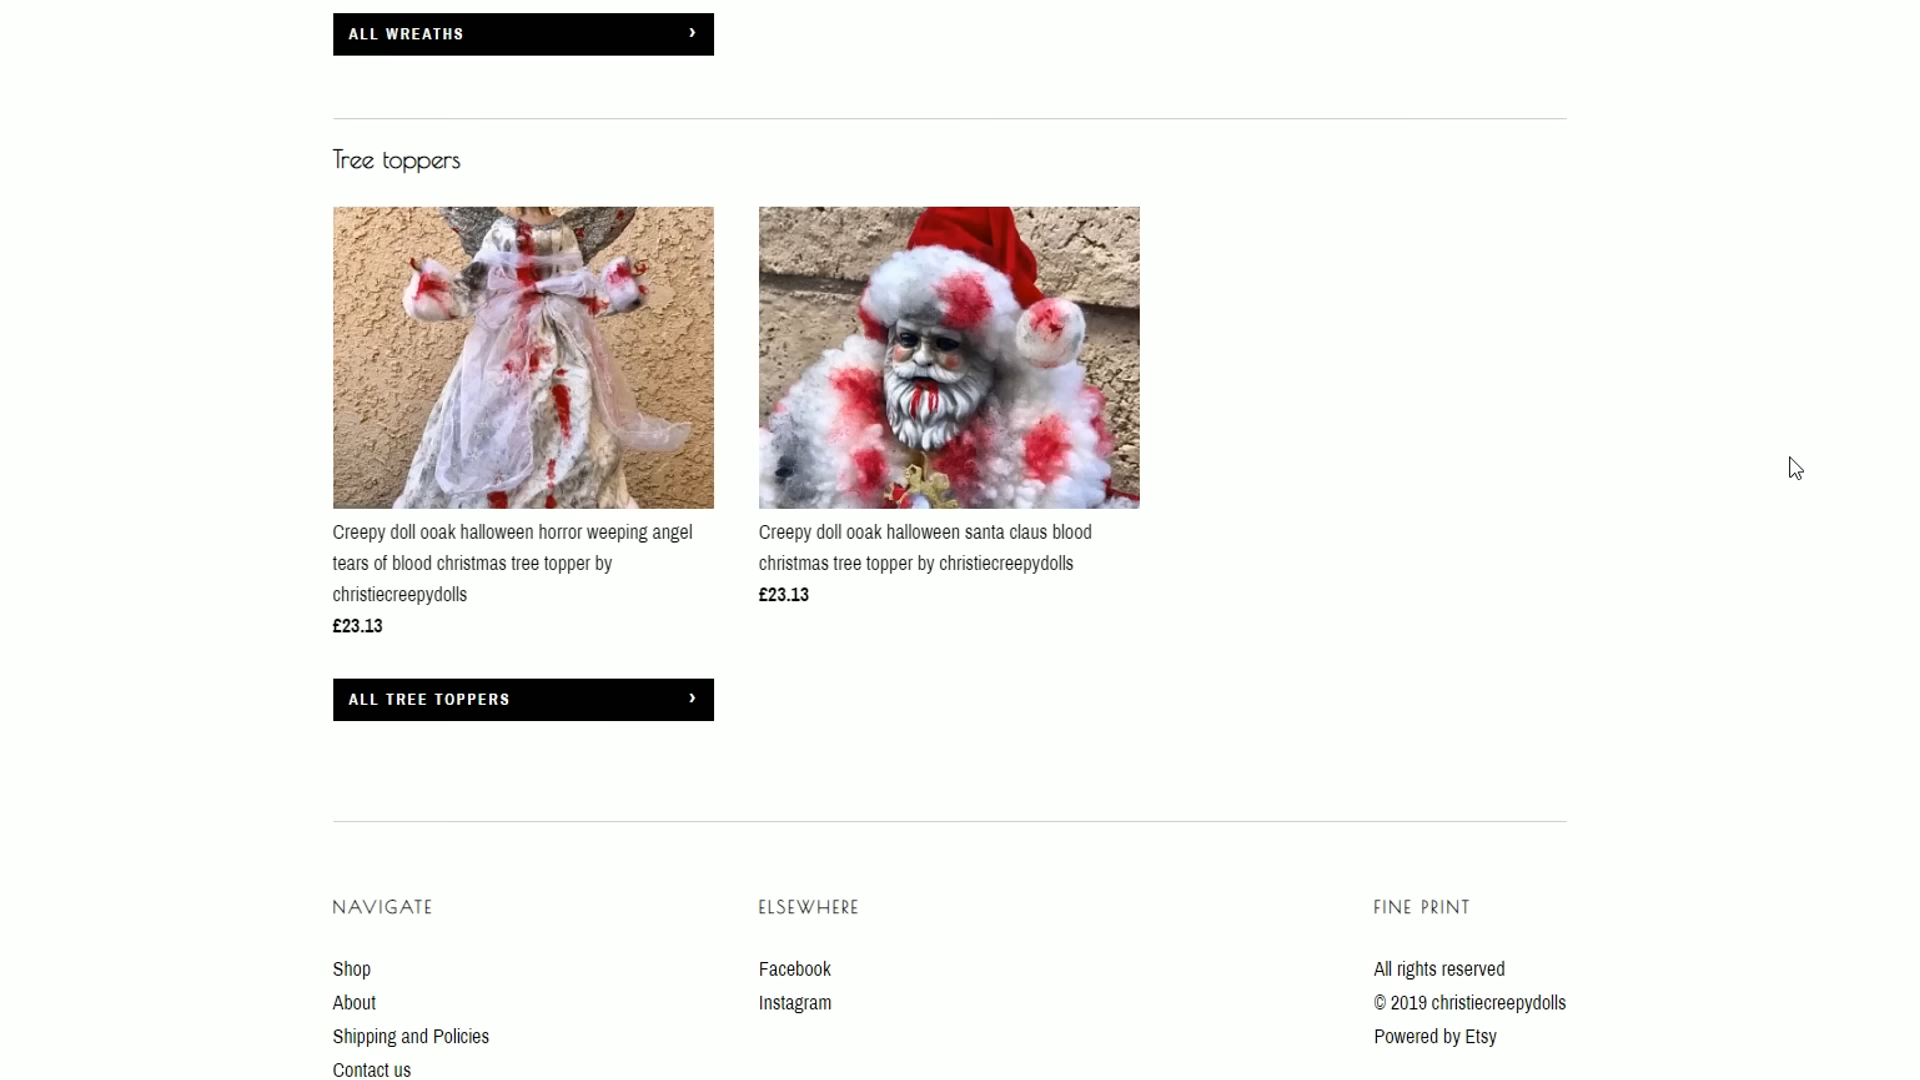 ALL WREATHS ›
Tree toppers
Creepy doll ooak halloween horror weeping angel
tears of blood christmas tree topper by
christiecreepydolls
£23.13
Creepy doll ooak halloween santa claus blood
christmas tree topper by christiecreepydolls
£23.13
ALL TREE TOPPERS ›
NAVIGATE
Shop
About
Shipping and Policies
Contact us
ELSEWHERE
Facebook
Instagram
FINE PRINT
All rights reserved
© 2019 christiecreepydolls
Powered by Etsy